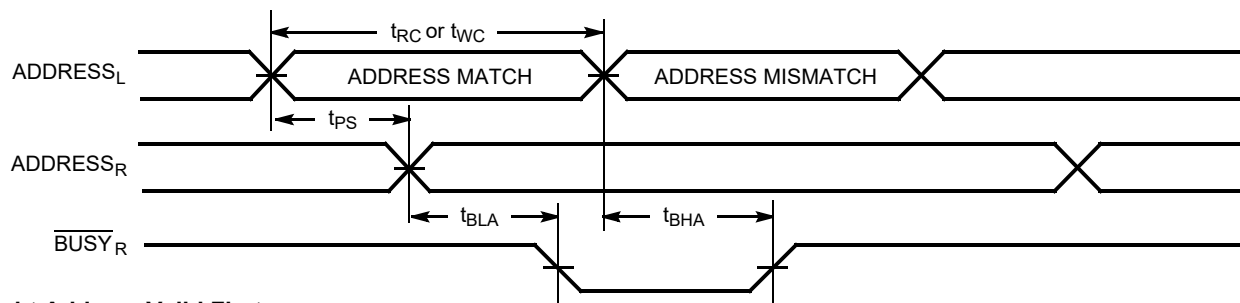 tRC or tWC
ADDRESSL
ADDRESS MATCH
ADDRESS MISMATCH
tPS
ADDRESSR
tBLA
tBHA
BUSYR